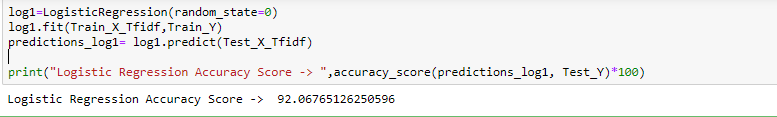 log1=LogisticRegression(random_state=0)
log1.fit(Train_X_Tfidf,Train_Y)
predictions_log1= log1.predict(Test_X_Tfidf)
print("Logistic Regression Accuracy Score -> ",accuracy_score(predictions_log1, Test_Y)*100)
Logistic Regression Accuracy Score ->  92.06765126250596